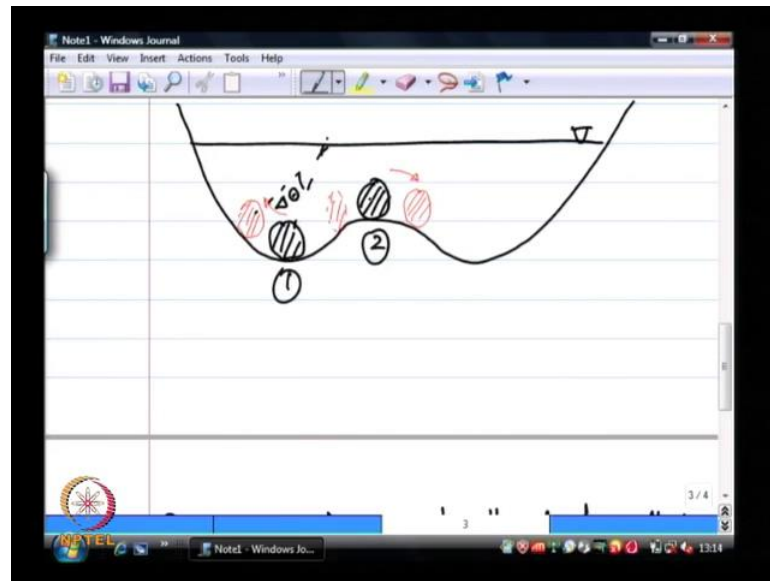 Note1 - Windows Journal
File Edit View Insert Actions Tools Help
1
2
3 / 4
3
NPTEL
Note1 - Windows Jo...
13:14